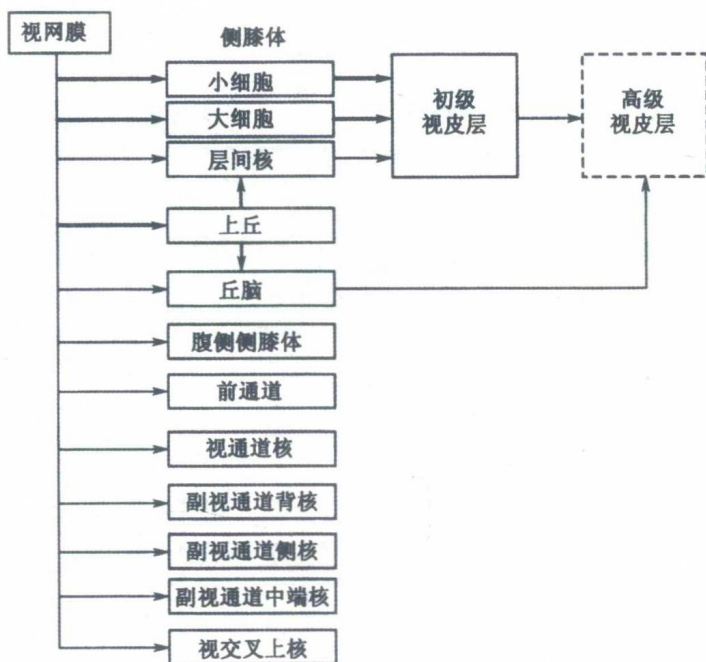 视网膜
侧膝体
小细胞
大细胞
层间核
初级
视皮层
高级
视皮层
上丘
丘脑
腹侧侧膝体
前通道
视通道核
副视通道背核
副视通道侧核
副视通道中端核
视交叉上核